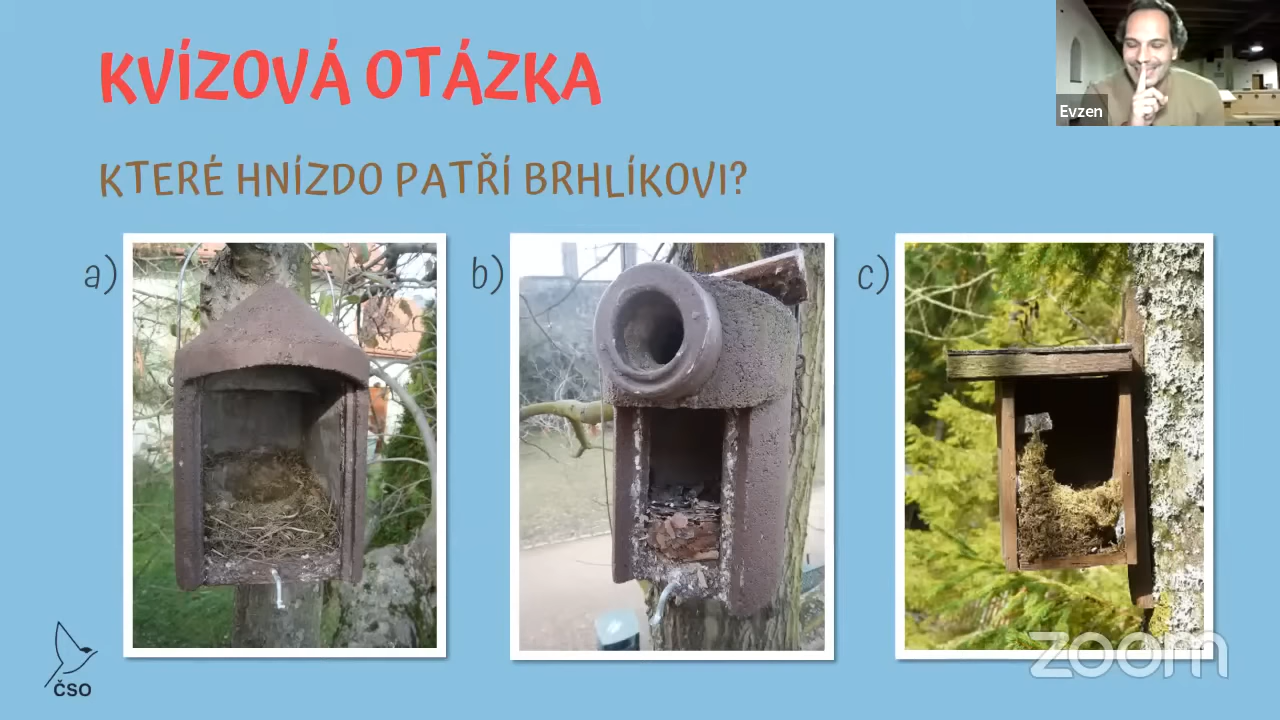 KVÍZOVÁ OTÁZKA
Evzen
KTERÉ HNÍZDO PATŘÍ BRHLÍKOVI?
a)
b)
c)
zoom
ČSO